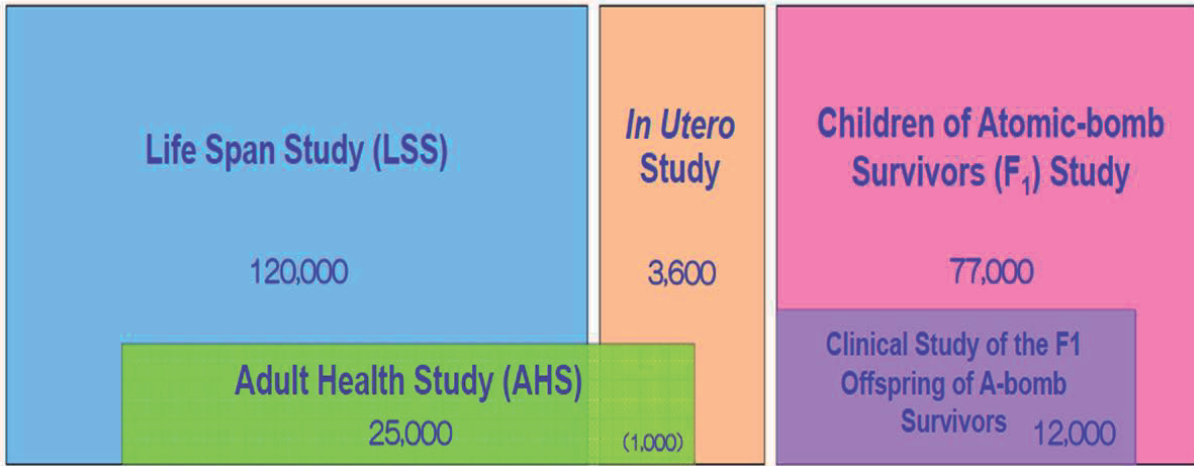 Life Span Study (LSS)
120,000
In Utero
Study
3,600
Children of Atomic-bomb
Survivors (F₁) Study
77,000
Adult Health Study (AHS)
25,000
(1,000)
Clinical Study of the F1
Offspring of A-bomb
Survivors 12,000